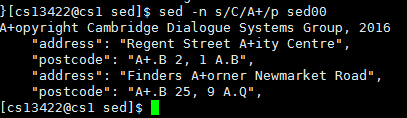 }[cs13422@cs1 sed]$ sed -n s/C/A+/p sed00
A+opyright Cambridge Dialogue Systems Group, 2016
    "address": "Regent Street A+ity Centre",
    "postcode": "A+.B 2, 1 A.B",
    "address": "Finders A+orner Newmarket Road",
    "postcode": "A+.B 25, 9 A.Q",
[cs13422@cs1 sed]$